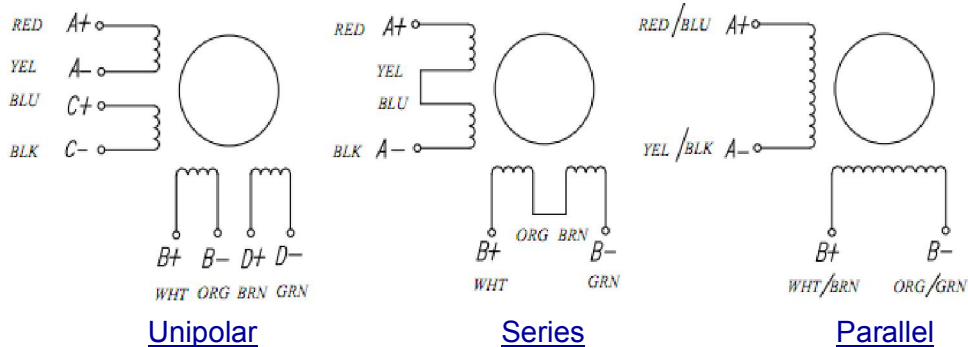 RED A+
YEL A-
BLU C+
BLK C-
B+ B- D+ D-
WHT ORG BRN GRN
Unipolar
RED A+
YEL
BLU
BLK A-
ORG BRN
B+ B-
WHT GRN
Series
RED/BLU A+
YEL/BLK A-
B+ B-
WHT/BRN ORG/GRN
Parallel